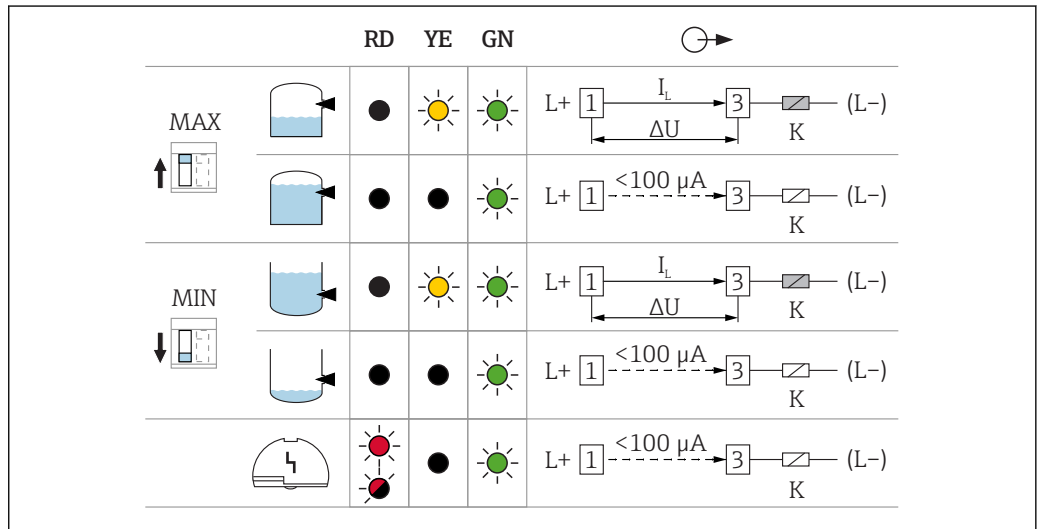 RD YE GN
MAX
L+ 1 I_L 3 (L–)
ΔU K
L+ 1 <100 µA 3 (L–)
K
MIN
L+ 1 I_L 3 (L–)
ΔU K
L+ 1 <100 µA 3 (L–)
K
L+ 1 <100 µA 3 (L–)
K